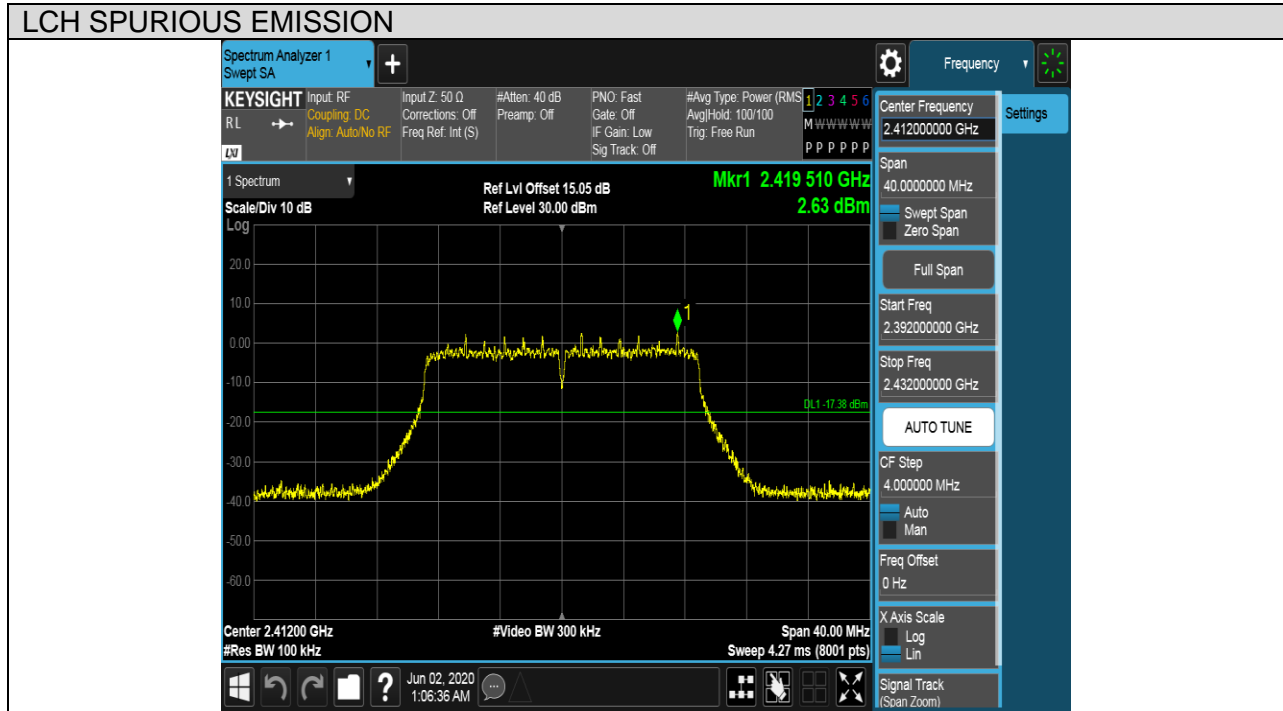 LCH SPURIOUS EMISSION
Spectrum Analyzer 1
Swept SA
+
Frequency
KEYSIGHT
RL
LXI
Input: RF
Coupling: DC
Align: Auto/No RF
Input Z: 50 Ω
Corrections: Off
Freq Ref: Int (S)
#Atten: 40 dB
Preamp: Off
PNO: Fast
Gate: Off
IF Gain: Low
Sig Track: Off
#Avg Type: Power (RMS
Avg|Hold: 100/100
Trig: Free Run
1 2 3 4 5 6
M W W W W W
P P P P P P
1 Spectrum
Scale/Div 10 dB
Ref Lvl Offset 15.05 dB
Ref Level 30.00 dBm
Mkr1 2.419 510 GHz
2.63 dBm
Log
20.0
10.0
0.00
-10.0
-20.0
-30.0
-40.0
-50.0
-60.0
1
DL1 -17.38 dBm
Center 2.41200 GHz
#Res BW 100 kHz
#Video BW 300 kHz
Span 40.00 MHz
Sweep 4.27 ms (8001 pts)
?
Jun 02, 2020
1:06:36 AM
Center Frequency
2.412000000 GHz
Settings
Span
40.0000000 MHz
Swept Span
Zero Span
Full Span
Start Freq
2.392000000 GHz
Stop Freq
2.432000000 GHz
AUTO TUNE
CF Step
4.000000 MHz
Auto
Man
Freq Offset
0 Hz
X Axis Scale
Log
Lin
Signal Track
(Span Zoom)